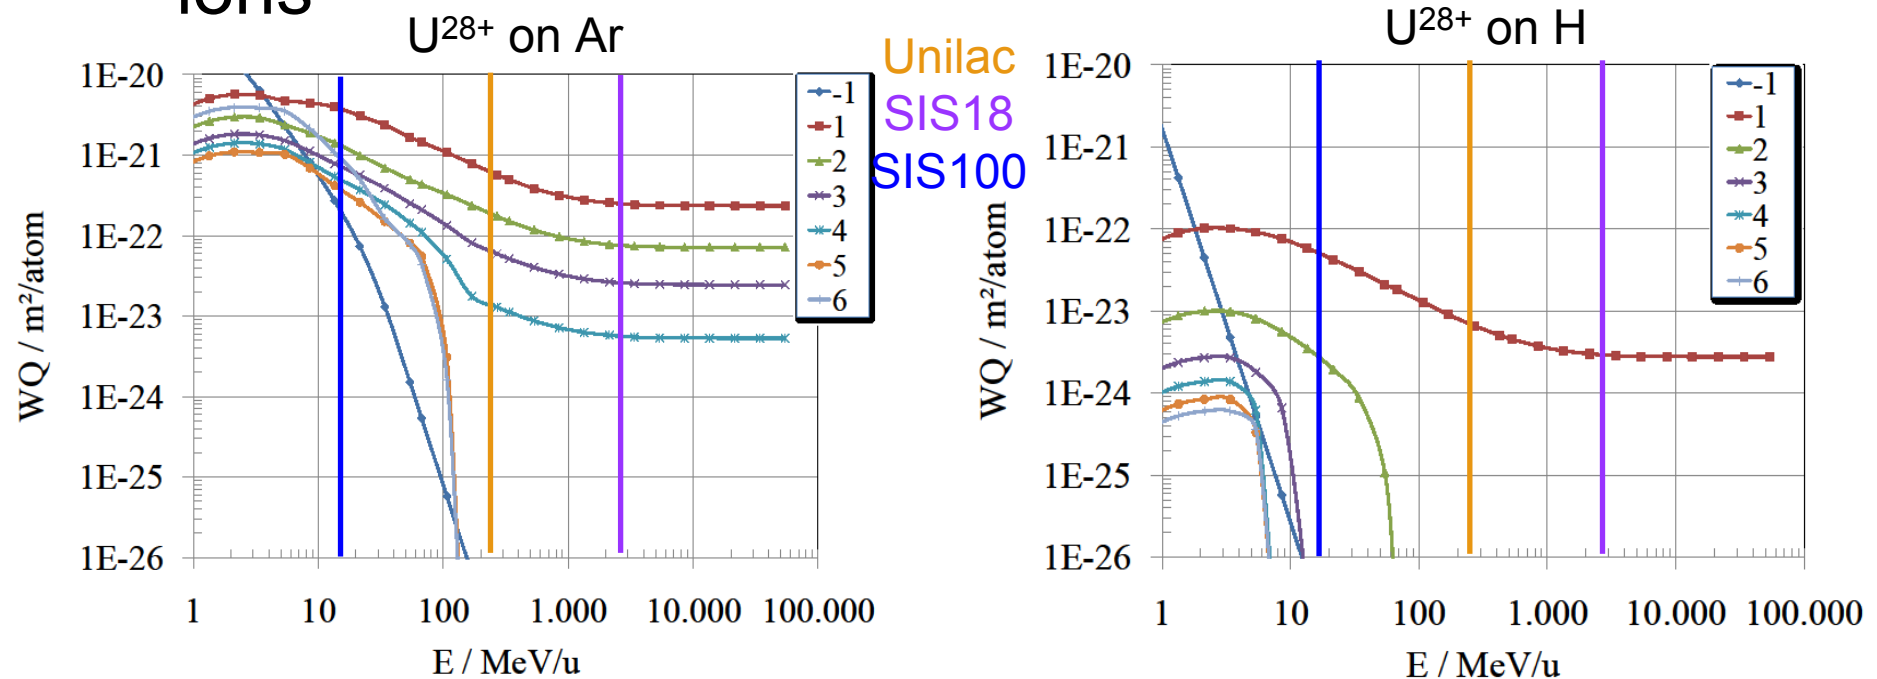 ions
U²⁸⁺ on Ar
1E-20
1E-21
1E-22
1E-23
1E-24
1E-25
1E-26
WQ / m²/atom
1
10
100
1.000
10.000
100.000
E / MeV/u
-1
1
2
3
4
5
6
Unilac
SIS18
SIS100
U²⁸⁺ on H
1E-20
1E-21
1E-22
1E-23
1E-24
1E-25
1E-26
WQ / m²/atom
1
10
100
1.000
10.000
100.000
E / MeV/u
-1
1
2
3
4
5
6